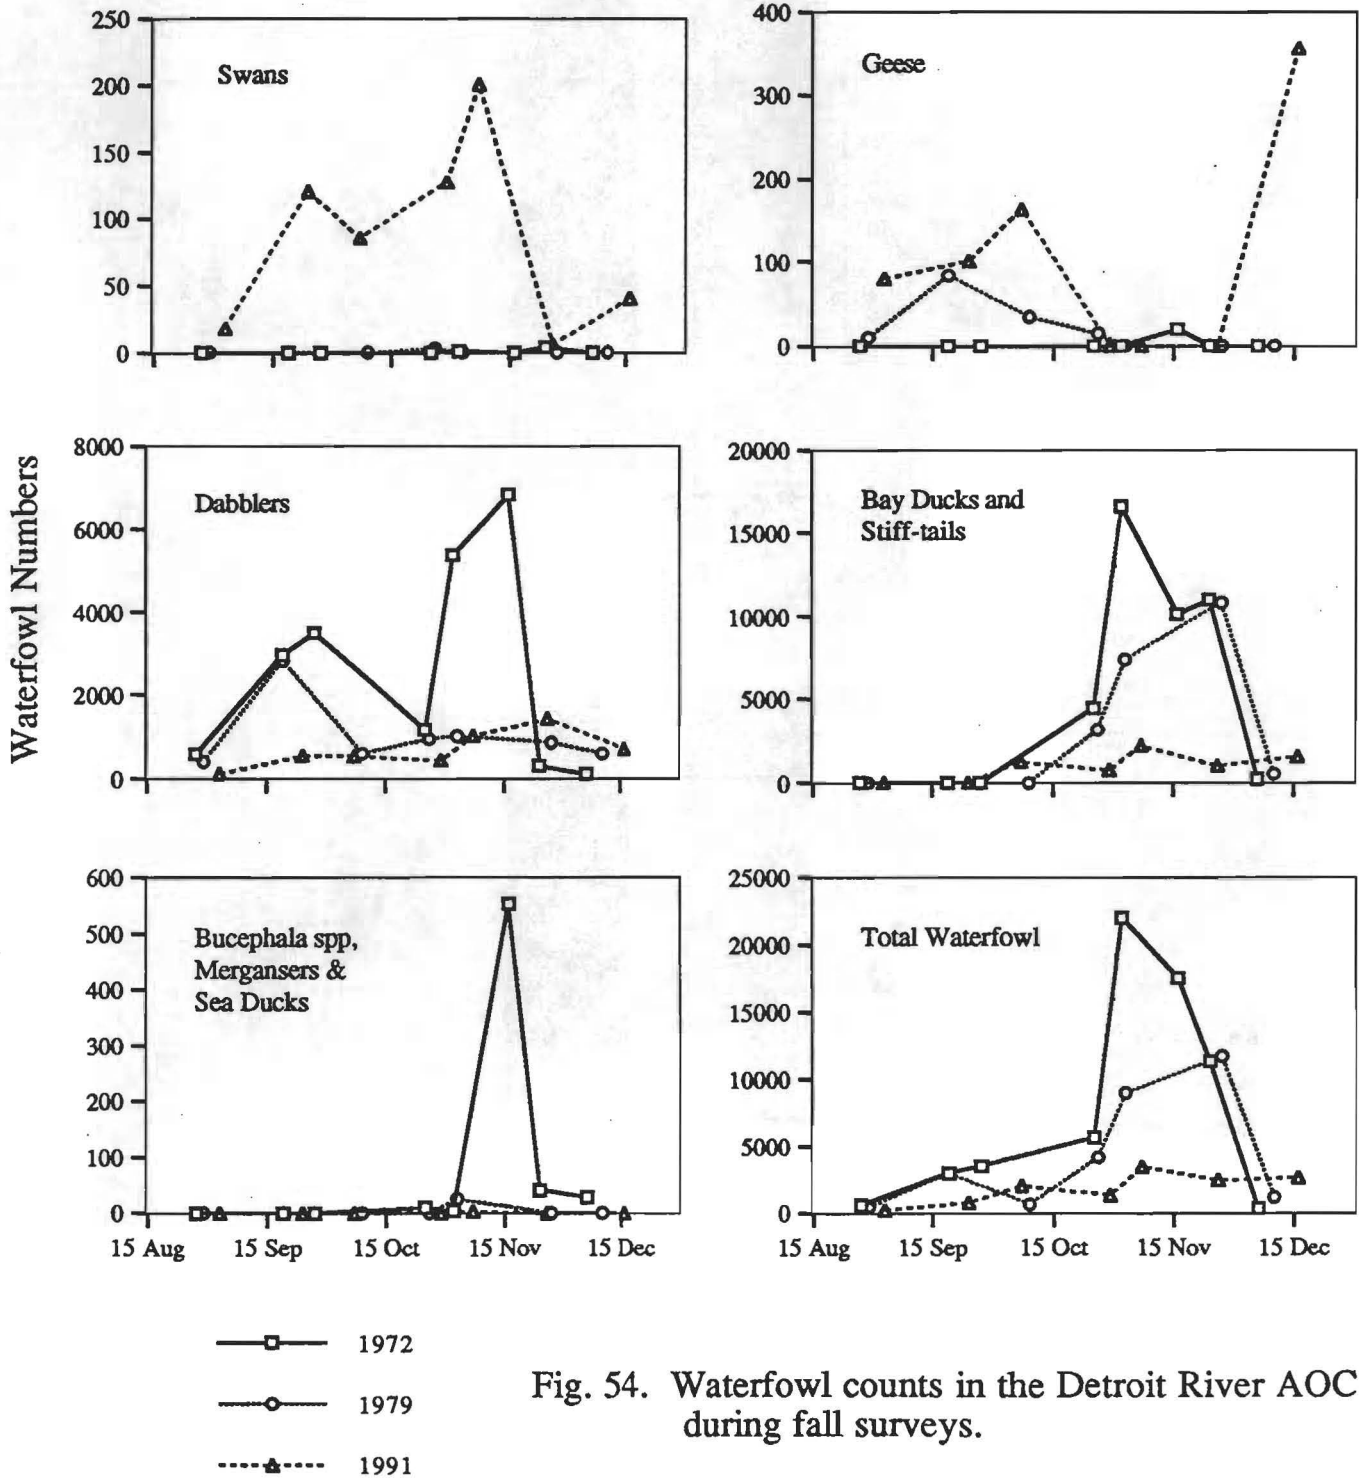 Waterfowl Numbers
250
200
150
100
50
0
Swans
400
300
200
100
0
Geese
8000
6000
4000
2000
0
Dabblers
20000
15000
10000
5000
0
Bay Ducks and
Stiff-tails
600
500
400
300
200
100
0
Bucephala spp,
Mergansers &
Sea Ducks
15 Aug 15 Sep 15 Oct 15 Nov 15 Dec
25000
20000
15000
10000
5000
0
Total Waterfowl
15 Aug 15 Sep 15 Oct 15 Nov 15 Dec
1972
1979
1991
Fig. 54. Waterfowl counts in the Detroit River AOC
during fall surveys.